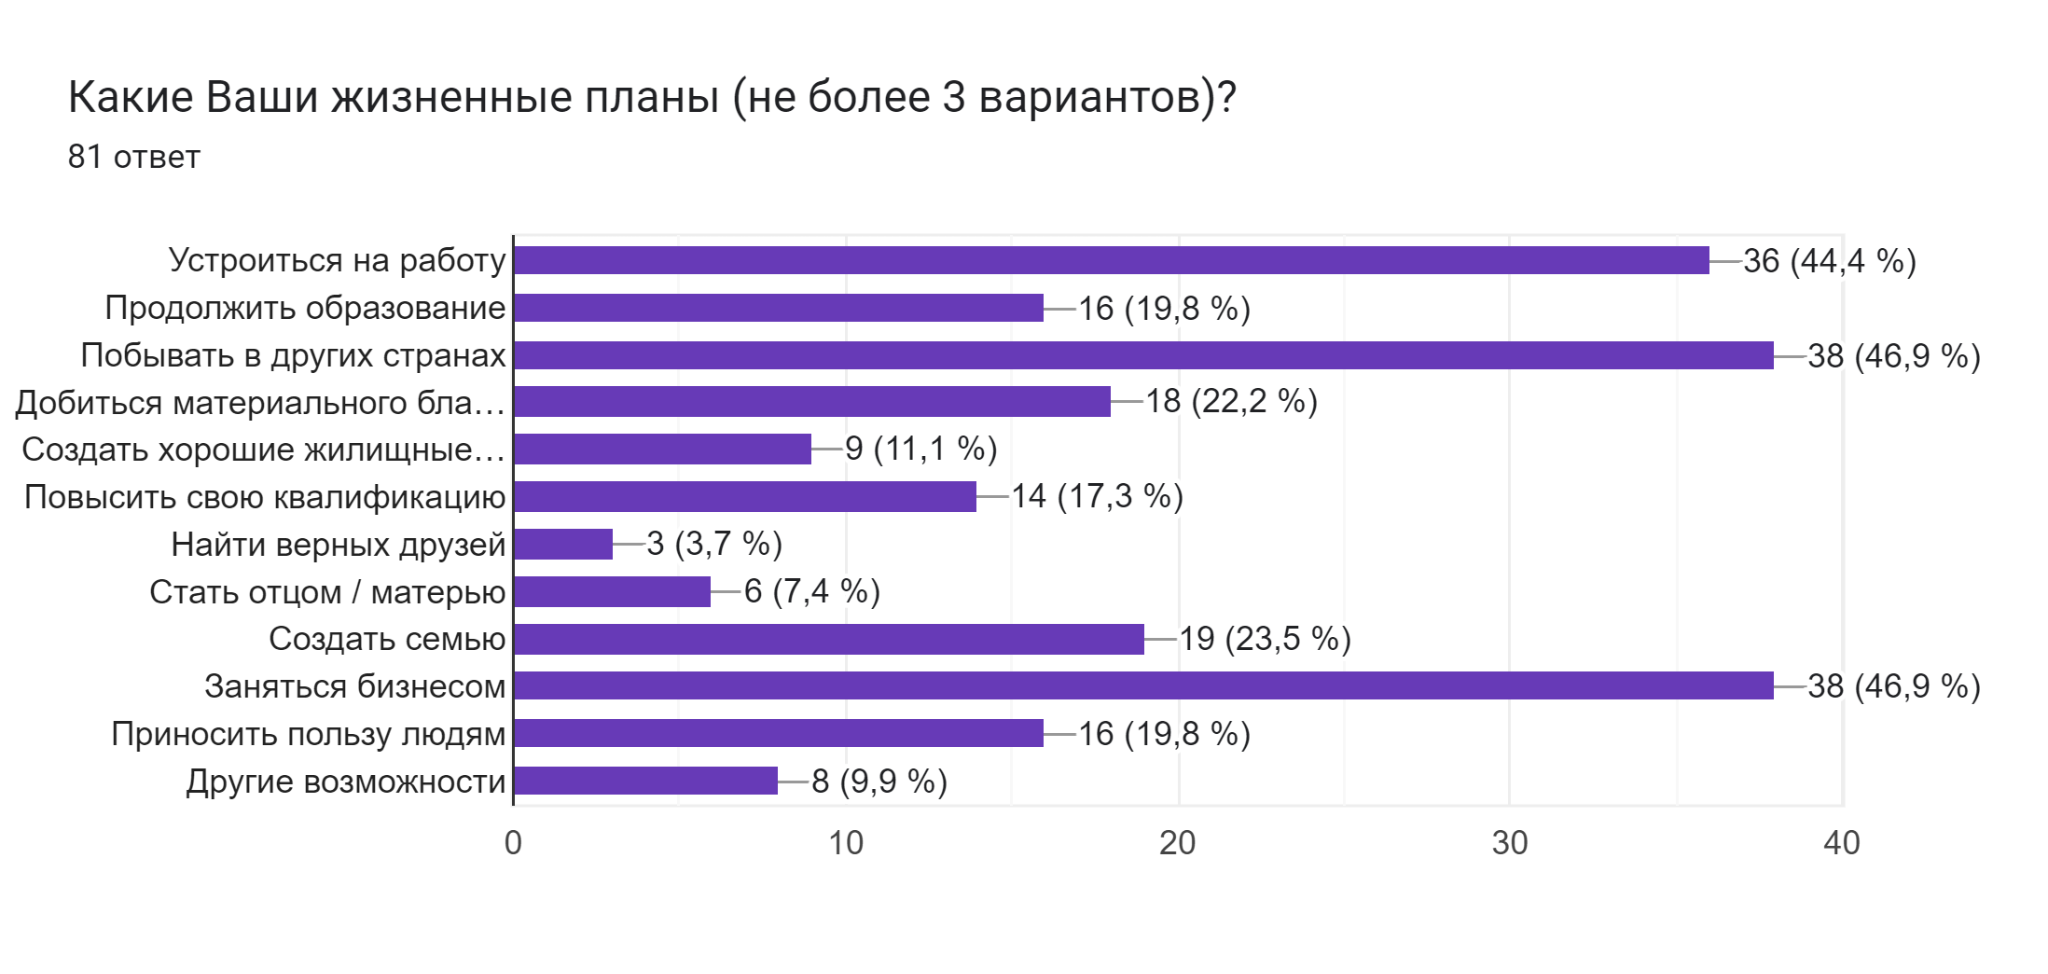 Какие Ваши жизненные планы (не более 3 вариантов)?
81 ответ
Устроиться на работу 36 (44,4 %)
Продолжить образование 16 (19,8 %)
Побывать в других странах 38 (46,9 %)
Добиться материального бла… 18 (22,2 %)
Создать хорошие жилищные… 9 (11,1 %)
Повысить свою квалификацию 14 (17,3 %)
Найти верных друзей 3 (3,7 %)
Стать отцом / матерью 6 (7,4 %)
Создать семью 19 (23,5 %)
Заняться бизнесом 38 (46,9 %)
Приносить пользу людям 16 (19,8 %)
Другие возможности 8 (9,9 %)
0 10 20 30 40